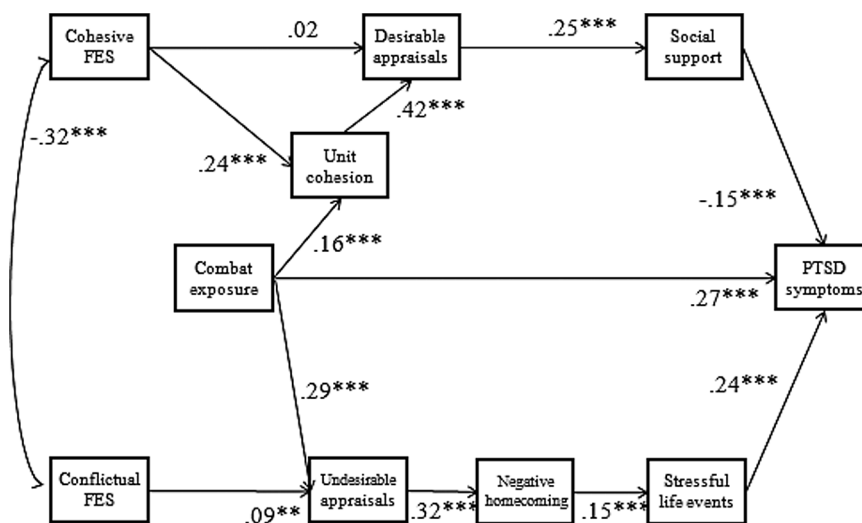 Cohesive
FES
.02
Desirable
appraisals
.25***
Social
support
-.32***
.24***
Unit
cohesion
.42***
-.15***
.16***
Combat
exposure
.27***
PTSD
symptoms
.29***
.24***
Conflictual
FES
.09**
Undesirable
appraisals
.32***
Negative
homecoming
.15***
Stressful
life events